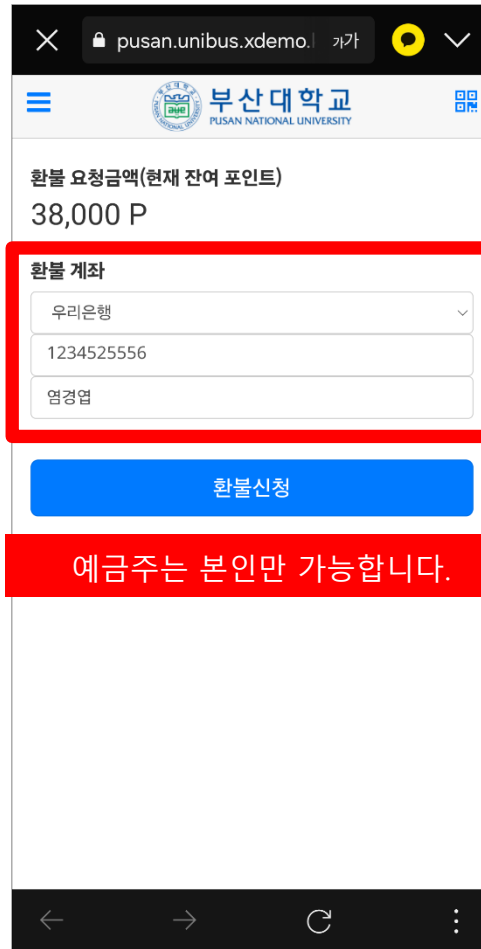 pusan.unibus.xdemo. 가가
부산대학교
PUSAN NATIONAL UNIVERSITY
환불 요청금액(현재 잔여 포인트)
38,000 P
환불 계좌
우리은행
1234525556
염경엽
환불신청
예금주는 본인만 가능합니다.